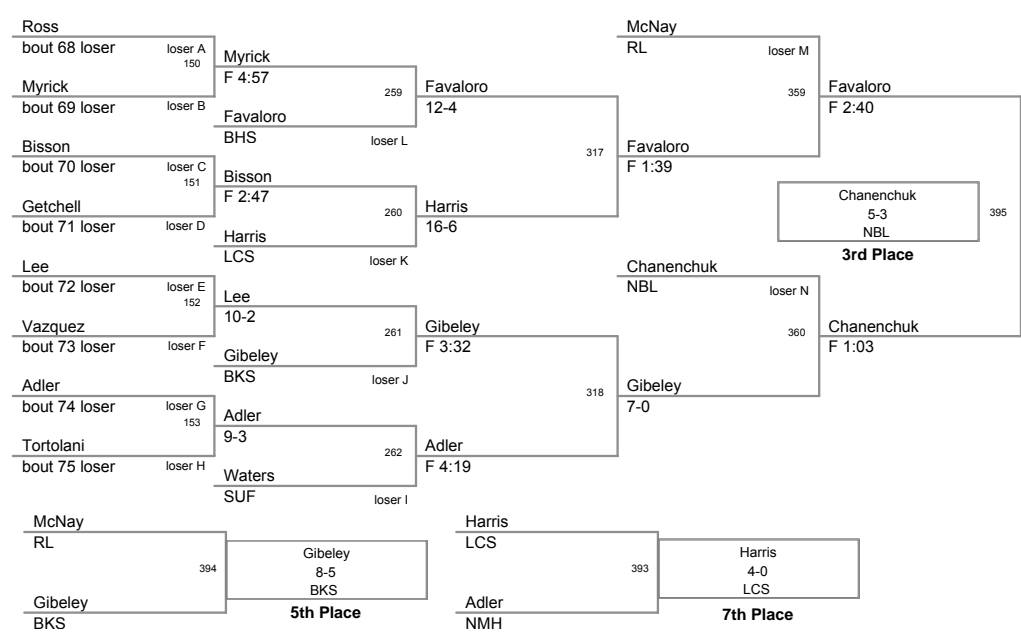 Ross
bout 68 loser
loser A
150
Myrick
bout 69 loser
loser B
Myrick
F 4:57
259
Favaloro
BHS
loser L
Bisson
bout 70 loser
loser C
151
Getchell
bout 71 loser
loser D
Bisson
F 2:47
260
Harris
LCS
loser K
Favaloro
12-4
317
Harris
16-6
Lee
bout 72 loser
loser E
152
Vazquez
bout 73 loser
loser F
Lee
10-2
261
Gibeley
BKS
loser J
Adler
bout 74 loser
loser G
153
Tortolani
bout 75 loser
loser H
Adler
9-3
262
Waters
SUF
loser I
Gibeley
F 3:32
318
Adler
F 4:19
McNay
RL
loser M
359
Favaloro
F 1:39
Favaloro
F 2:40
Chanenchuk
5-3
NBL
395
3rd Place
Chanenchuk
NBL
loser N
360
Gibeley
7-0
Chanenchuk
F 1:03
McNay
RL
394
Gibeley
BKS
Gibeley
8-5
BKS
5th Place
Harris
LCS
393
Adler
NMH
Harris
4-0
LCS
7th Place